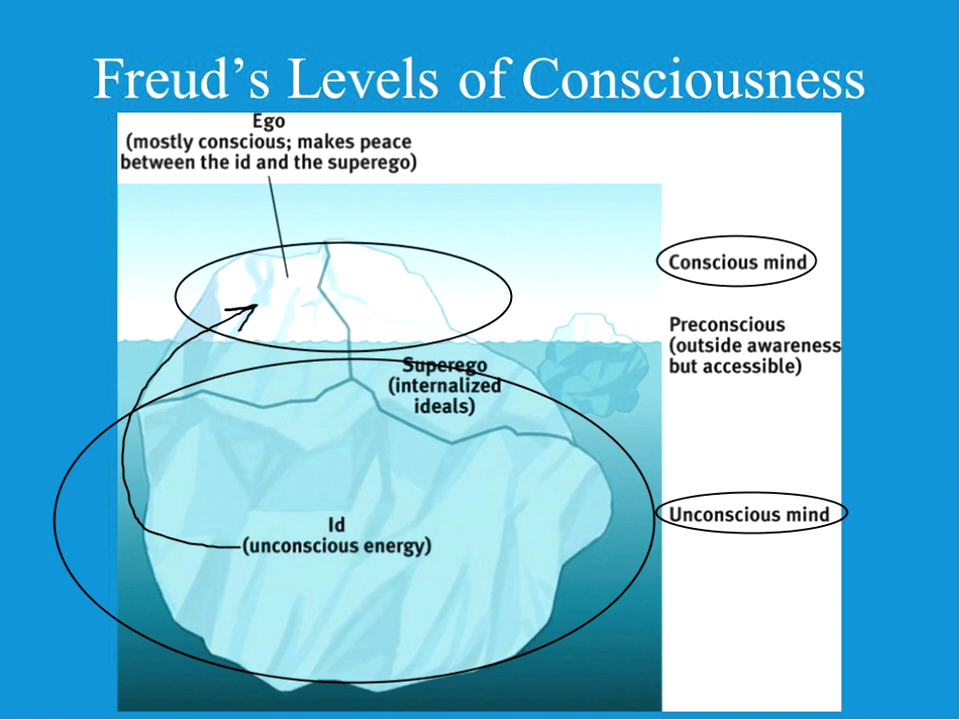 Freud’s Levels of Consciousness
Ego
(mostly conscious; makes peace
between the id and the superego)
Conscious mind
Preconscious
(outside awareness
but accessible)
Superego
(internalized
ideals)
Unconscious mind
Id
(unconscious energy)